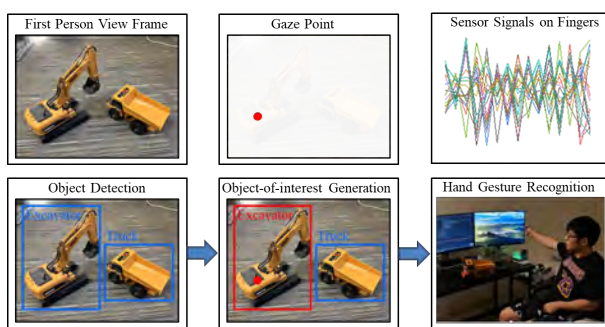 First Person View Frame
Gaze Point
Sensor Signals on Fingers
Object Detection
Object-of-interest Generation
Hand Gesture Recognition
Excavator
Truck
Excavator
Truck